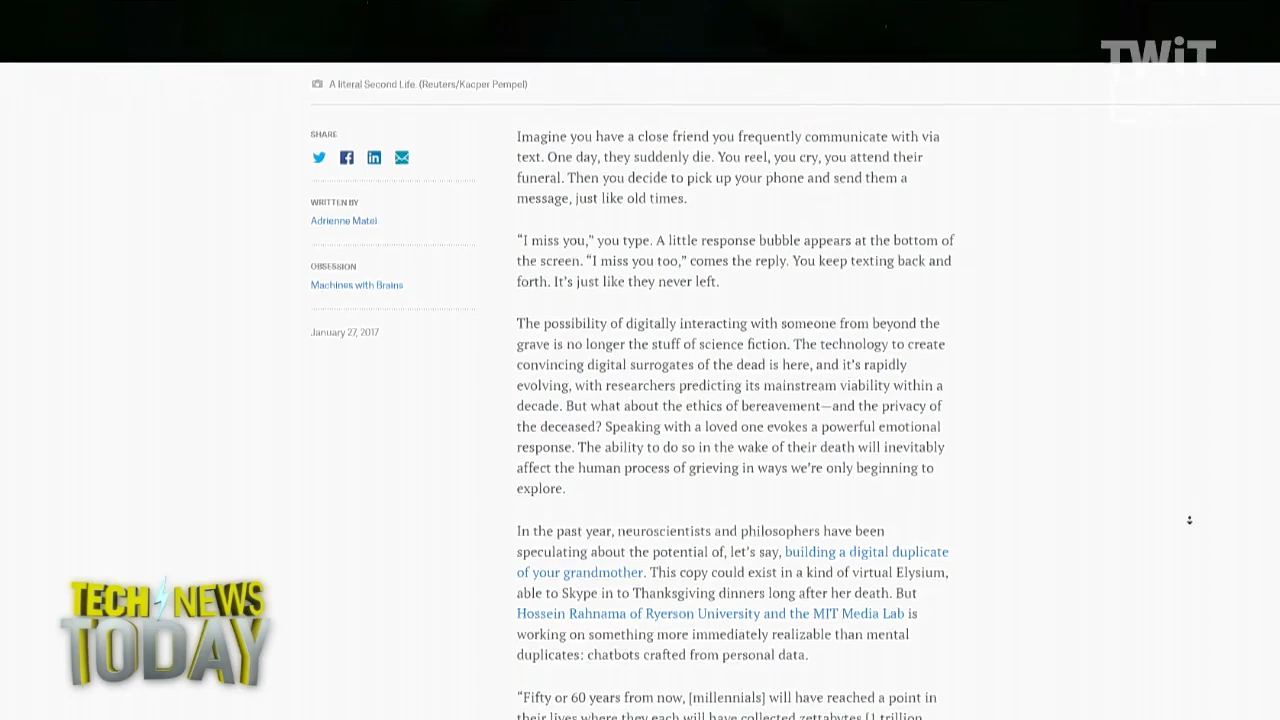 TWiT
A literal Second Life. (Reuters/Kacper Pempel)
SHARE
WRITTEN BY
Adrienne Matei
OBSESSION
Machines with Brains
January 27, 2017
Imagine you have a close friend you frequently communicate with via
text. One day, they suddenly die. You reel, you cry, you attend their
funeral. Then you decide to pick up your phone and send them a
message, just like old times.
“I miss you,” you type. A little response bubble appears at the bottom of
the screen. “I miss you too,” comes the reply. You keep texting back and
forth. It’s just like they never left.
The possibility of digitally interacting with someone from beyond the
grave is no longer the stuff of science fiction. The technology to create
convincing digital surrogates of the dead is here, and it’s rapidly
evolving, with researchers predicting its mainstream viability within a
decade. But what about the ethics of bereavement—and the privacy of
the deceased? Speaking with a loved one evokes a powerful emotional
response. The ability to do so in the wake of their death will inevitably
affect the human process of grieving in ways we’re only beginning to
explore.
In the past year, neuroscientists and philosophers have been
speculating about the potential of, let’s say, building a digital duplicate
of your grandmother. This copy could exist in a kind of virtual Elysium,
able to Skype in to Thanksgiving dinners long after her death. But
Hossein Rahnama of Ryerson University and the MIT Media Lab is
working on something more immediately realizable than mental
duplicates: chatbots crafted from personal data.
“Fifty or 60 years from now, [millennials] will have reached a point in
their lives where they each will have collected zettabytes (1 trillion
TECH NEWS
TODAY